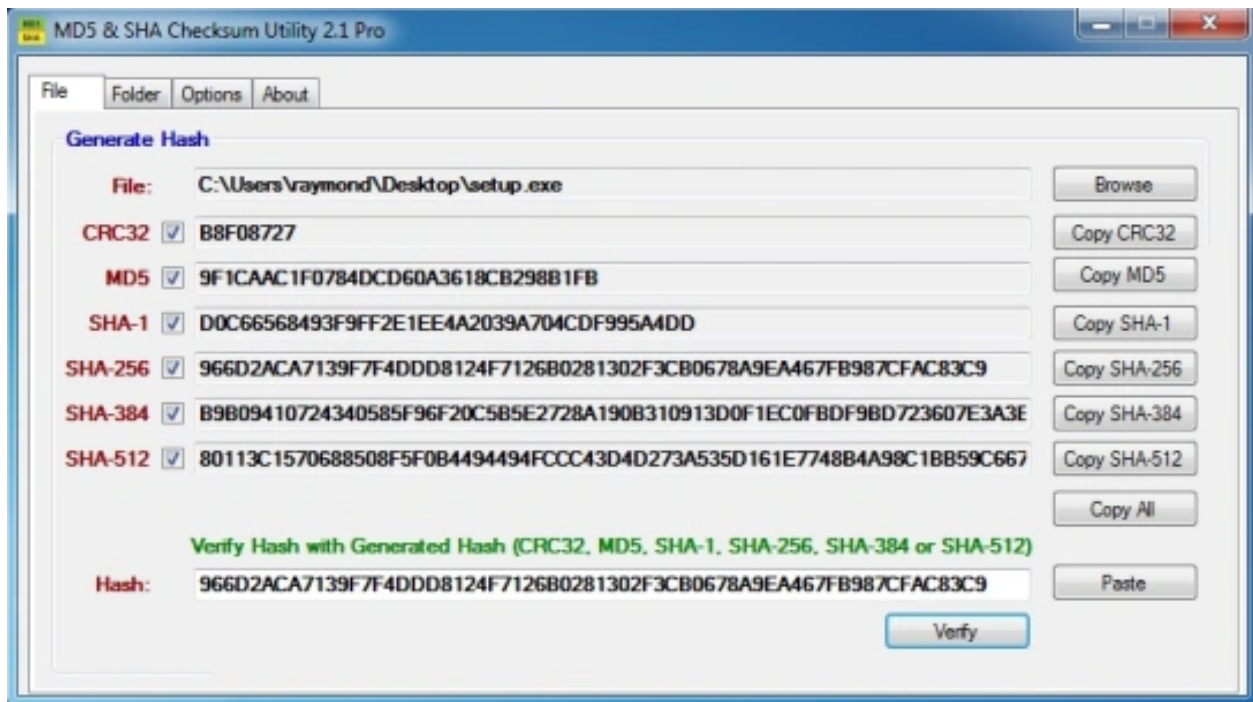 MD5 & SHA Checksum Utility 2.1 Pro
File Folder Options About
Generate Hash
File: C:\Users\raymond\Desktop\setup.exe Browse
CRC32 B8F08727 Copy CRC32
MD5 9F1CAAC1F0784DCD60A3618CB298B1FB Copy MD5
SHA-1 D0C66568493F9FF2E1EE4A2039A704CDF995A4DD Copy SHA-1
SHA-256 966D2ACA7139F7F4DDD8124F7126B0281302F3CB0678A9EA467FB987CFAC83C9 Copy SHA-256
SHA-384 B9B09410724340585F96F20C5B5E2728A190B310913D0F1EC0FBDF9BD723607E3A3E Copy SHA-384
SHA-512 80113C1570688508F5F0B4494494FCCC43D4D273A535D161E7748B4A98C1BB59C667 Copy SHA-512
Copy All
Verify Hash with Generated Hash (CRC32, MD5, SHA-1, SHA-256, SHA-384 or SHA-512)
Hash: 966D2ACA7139F7F4DDD8124F7126B0281302F3CB0678A9EA467FB987CFAC83C9 Paste
Verify